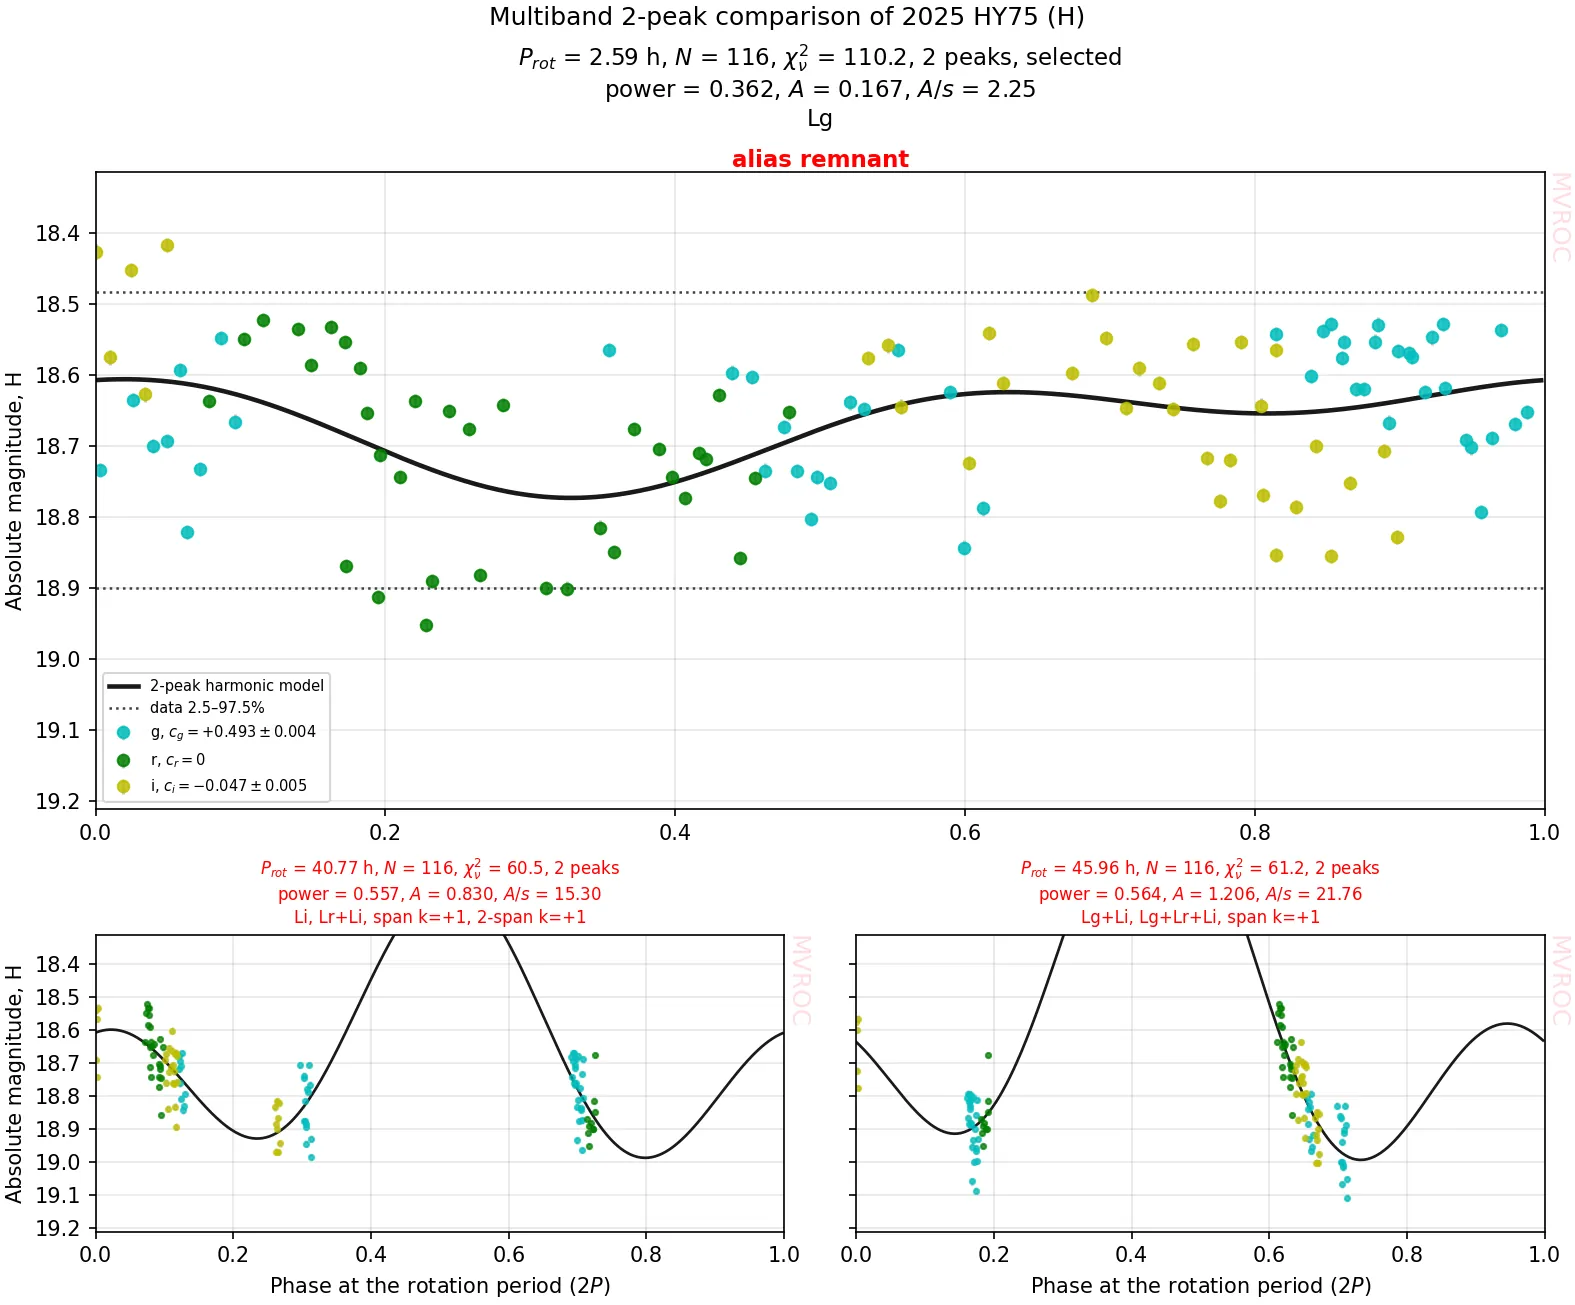 Multiband 2-peak comparison of 2025 HY75 (H)
P_rot = 2.59 h, N = 116, χ²_ν = 110.2, 2 peaks, selected
power = 0.362, A = 0.167, A/s = 2.25
Lg
alias remnant
MVROC
Absolute magnitude, H
18.4
18.5
18.6
18.7
18.8
18.9
19.0
19.1
19.2
2-peak harmonic model
data 2.5–97.5%
g, c_g = +0.493 ± 0.004
r, c_r = 0
i, c_i = −0.047 ± 0.005
0.0 0.2 0.4 0.6 0.8 1.0
P_rot = 40.77 h, N = 116, χ²_ν = 60.5, 2 peaks
power = 0.557, A = 0.830, A/s = 15.30
Li, Lr+Li, span k=+1, 2-span k=+1
MVROC
Absolute magnitude, H
18.4
18.5
18.6
18.7
18.8
18.9
19.0
19.1
19.2
0.0 0.2 0.4 0.6 0.8 1.0
Phase at the rotation period (2P)
P_rot = 45.96 h, N = 116, χ²_ν = 61.2, 2 peaks
power = 0.564, A = 1.206, A/s = 21.76
Lg+Li, Lg+Lr+Li, span k=+1
MVROC
0.0 0.2 0.4 0.6 0.8 1.0
Phase at the rotation period (2P)